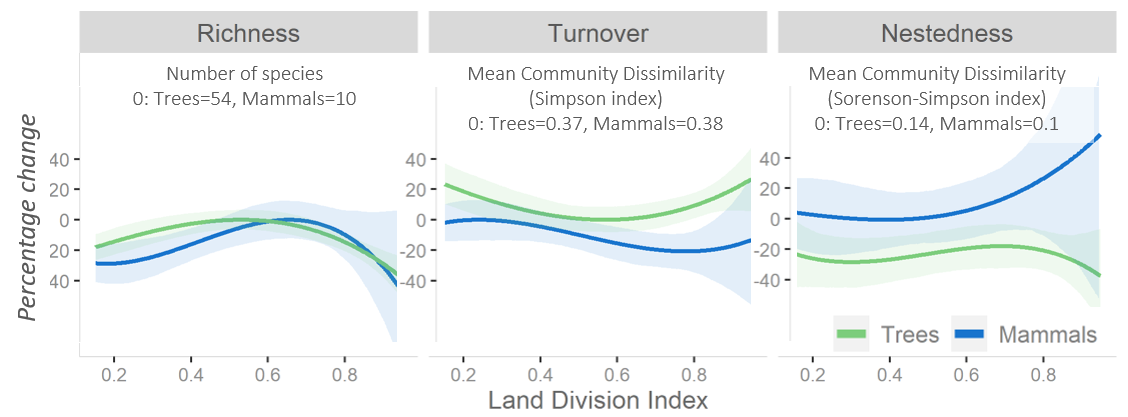 Richness
Turnover
Nestedness
Number of species
0: Trees=54, Mammals=10
Mean Community Dissimilarity
(Simpson index)
0: Trees=0.37, Mammals=0.38
Mean Community Dissimilarity
(Sorenson-Simpson index)
0: Trees=0.14, Mammals=0.1
Percentage change
40
20
0
20
40
40
20
0
-20
-40
40
20
0
-20
-40
Trees
Mammals
0.2 0.4 0.6 0.8
0.2 0.4 0.6 0.8
0.2 0.4 0.6 0.8
Land Division Index